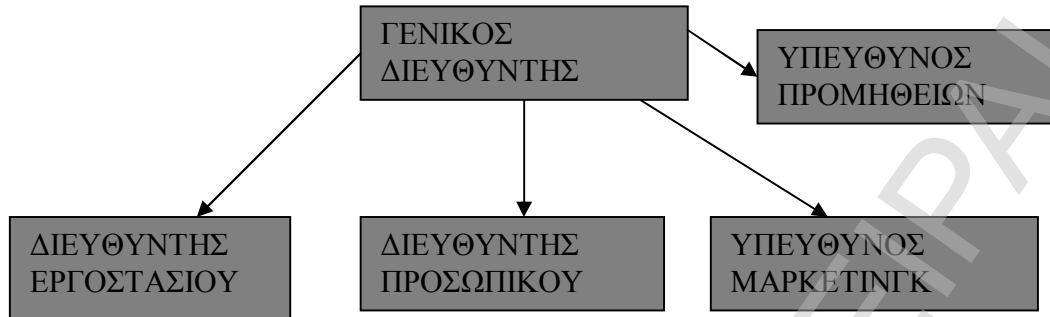 ΓΕΝΙΚΟΣ
ΔΙΕΥΘΥΝΤΗΣ
ΥΠΕΥΘΥΝΟΣ
ΠΡΟΜΗΘΕΙΩΝ
ΔΙΕΥΘΥΝΤΗΣ
ΕΡΓΟΣΤΑΣΙΟΥ
ΔΙΕΥΘΥΝΤΗΣ
ΠΡΟΣΩΠΙΚΟΥ
ΥΠΕΥΘΥΝΟΣ
ΜΑΡΚΕΤΙΝΓΚ